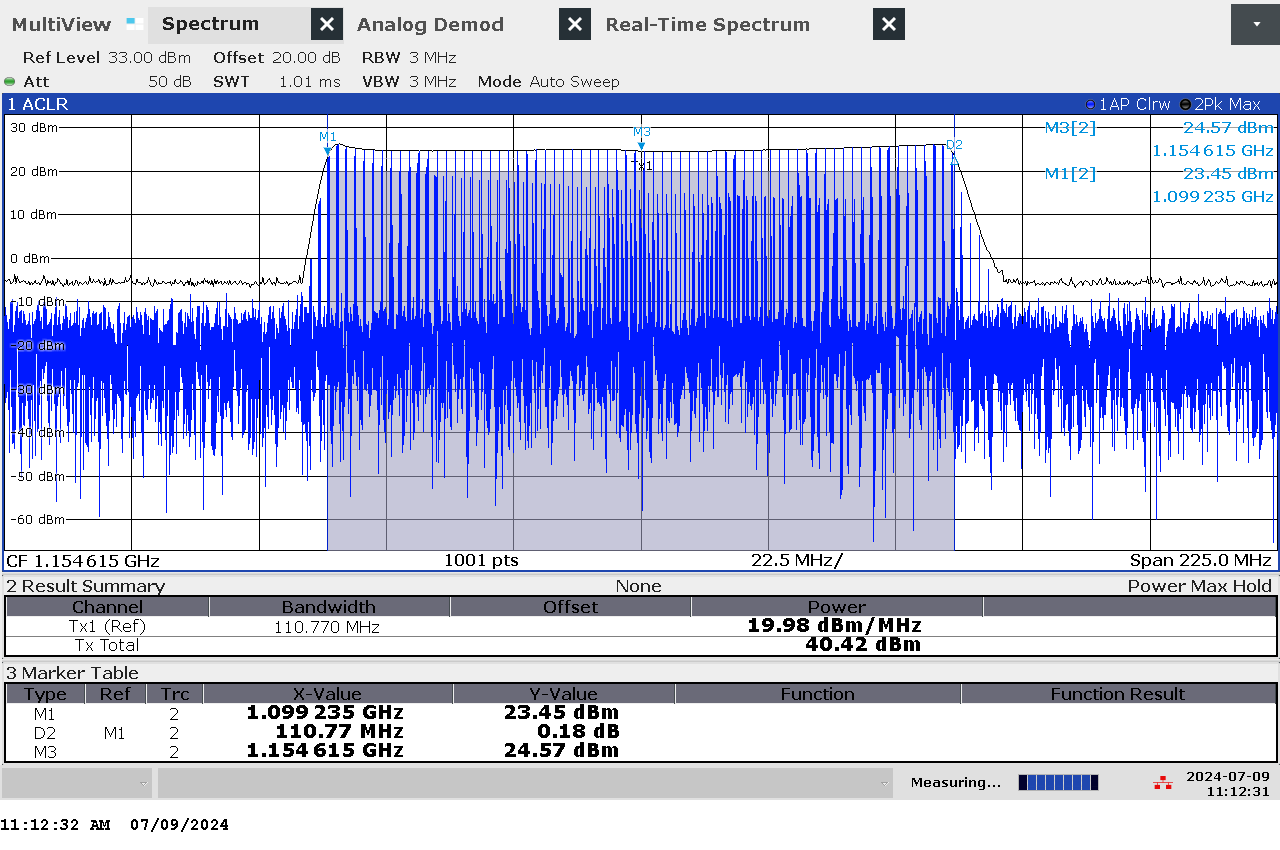 MultiView Spectrum Analog Demod Real-Time Spectrum
Ref Level 33.00 dBm Offset 20.00 dB RBW 3 MHz
Att 50 dB SWT 1.01 ms VBW 3 MHz Mode Auto Sweep
1 ACLR 1AP Clrw 2Pk Max
M3[2] 24.57 dBm
1.154 615 GHz
M1[2] 23.45 dBm
1.099 235 GHz
M1 M3 D2
Tx1
30 dBm
20 dBm
10 dBm
0 dBm
-10 dBm
-20 dBm
-30 dBm
-40 dBm
-50 dBm
-60 dBm
CF 1.154 615 GHz 1001 pts 22.5 MHz/ Span 225.0 MHz
2 Result Summary None Power Max Hold
Channel Bandwidth Offset Power
Tx1 (Ref) 110.770 MHz 19.98 dBm/MHz
Tx Total 40.42 dBm
3 Marker Table
Type Ref Trc X-Value Y-Value Function Function Result
M1 2 1.099 235 GHz 23.45 dBm
D2 M1 2 110.77 MHz 0.18 dB
M3 2 1.154 615 GHz 24.57 dBm
Measuring... 2024-07-09
11:12:31
11:12:32 AM 07/09/2024